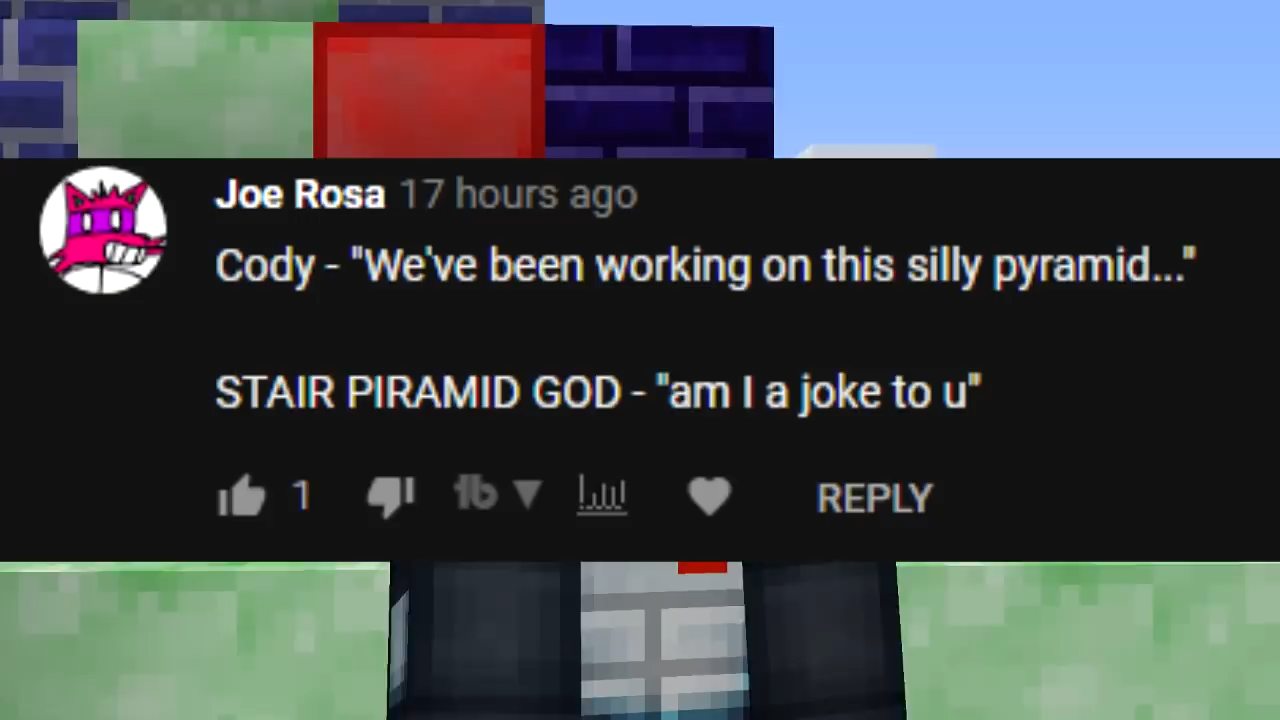 Joe Rosa 17 hours ago
Cody - "We've been working on this silly pyramid..."
STAIR PIRAMID GOD - "am I a joke to u"
1 REPLY